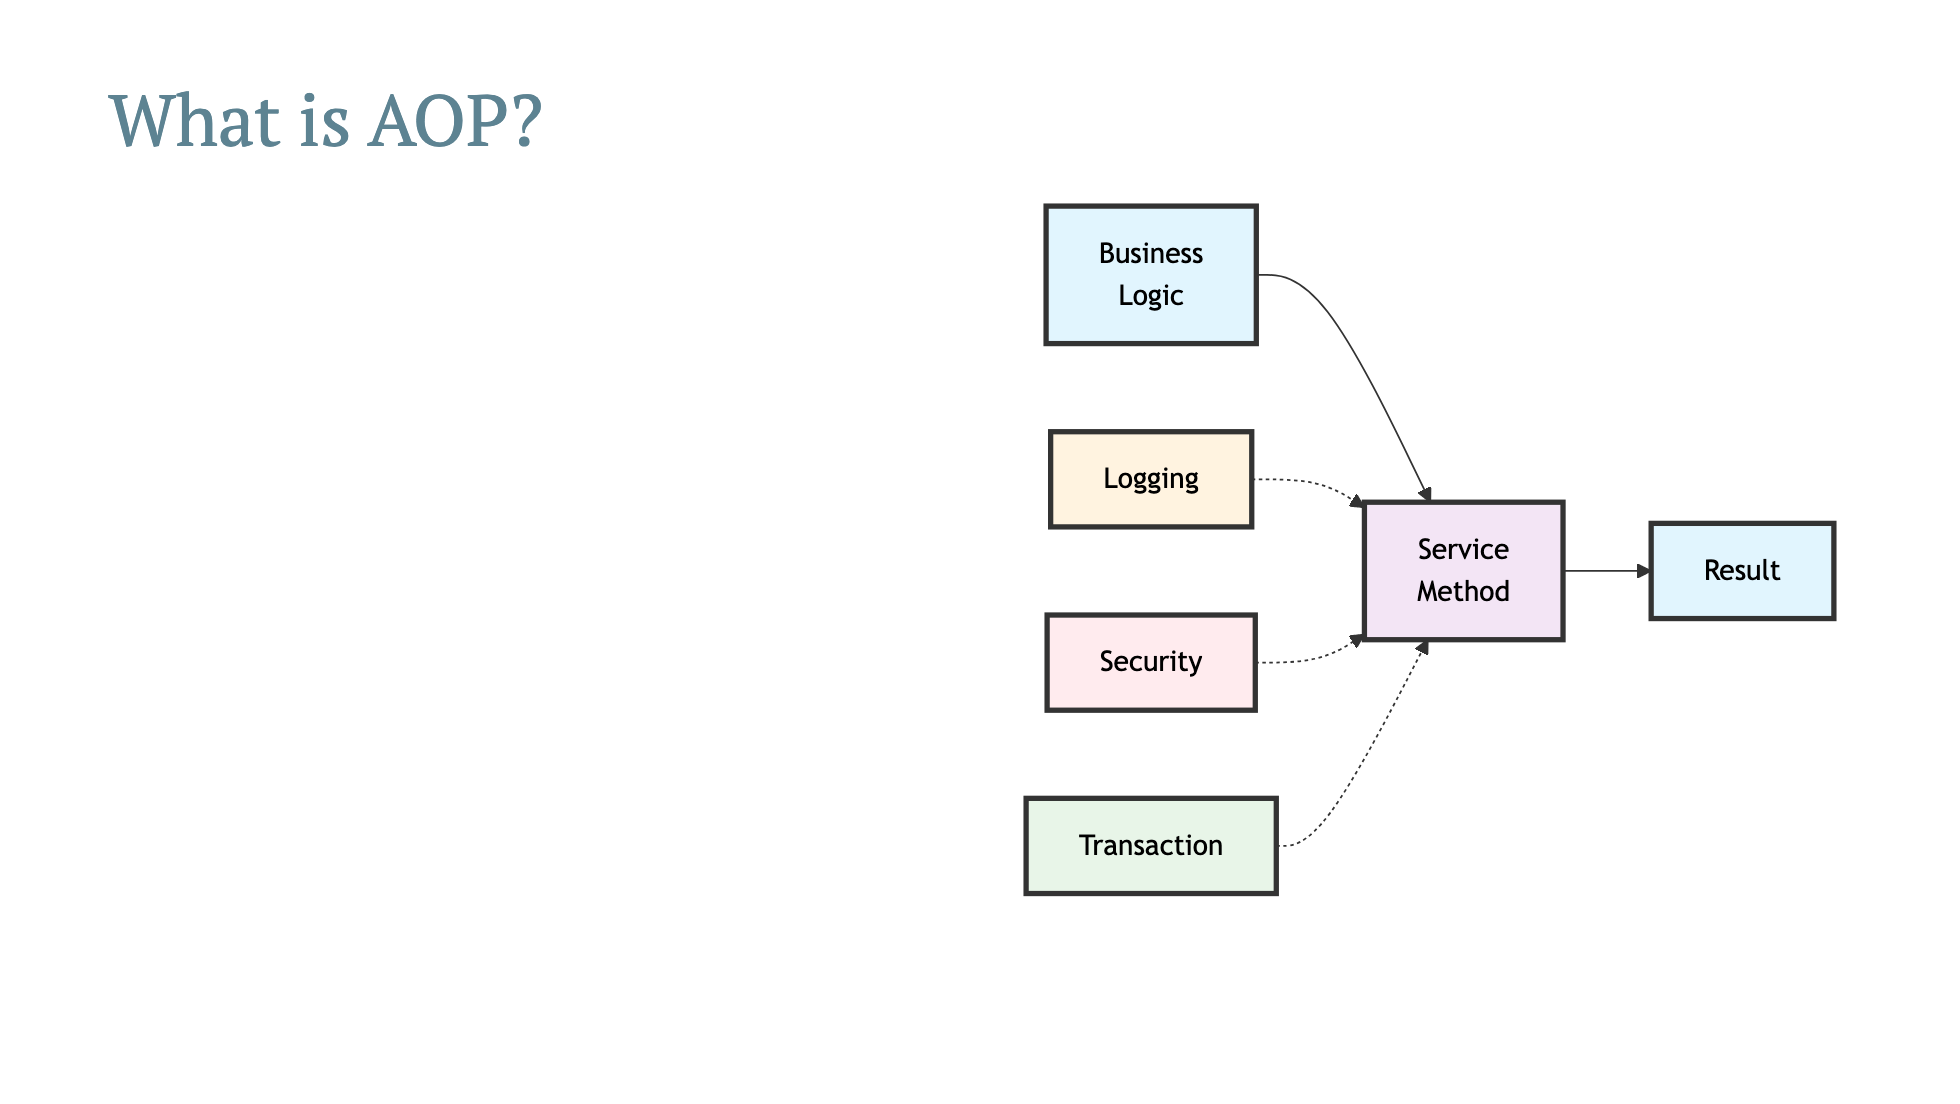 What is AOP?
Business
Logic
Logging
Service
Method
Result
Security
Transaction